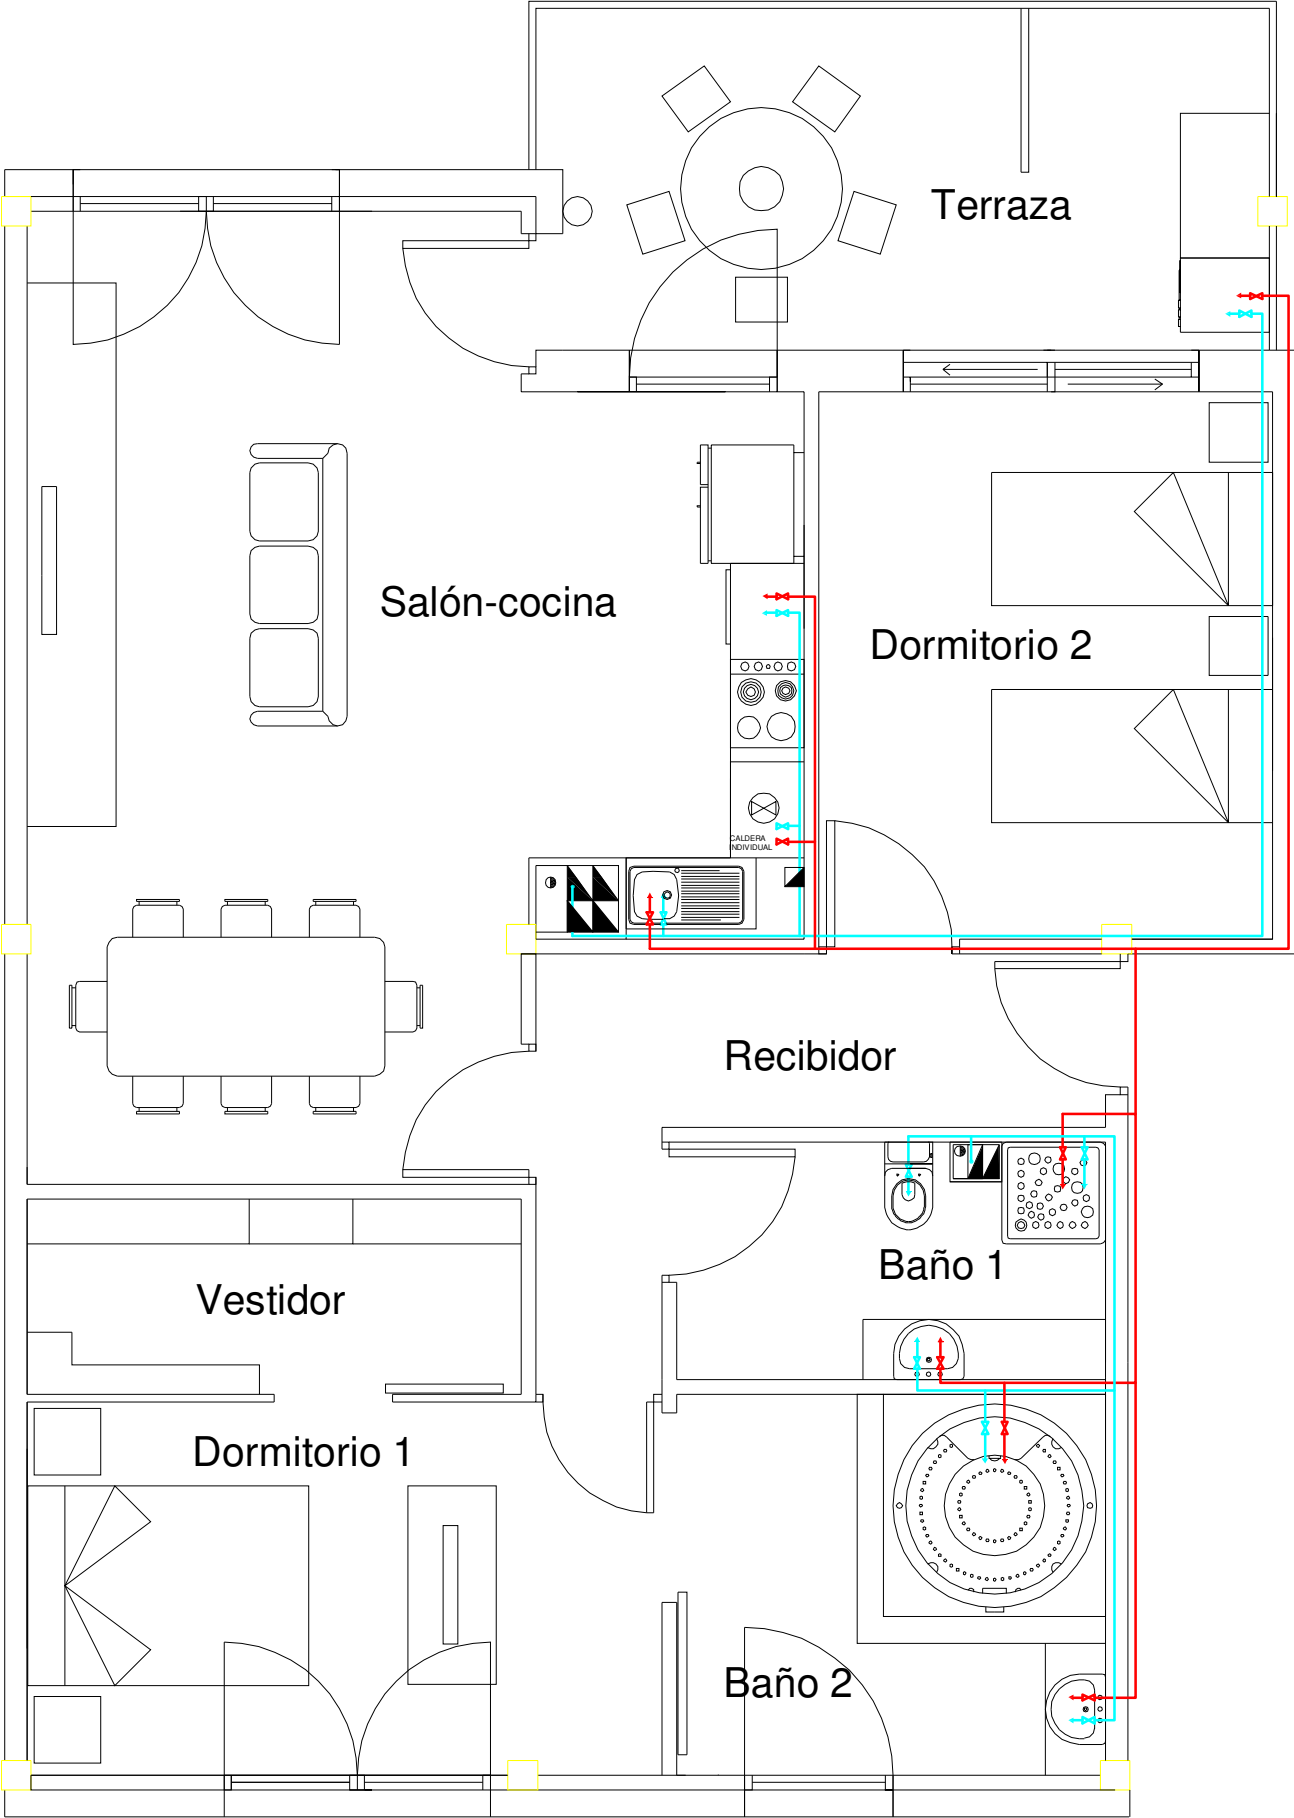 Terraza
Salón-cocina
Dormitorio 2
CALDERA
INDIVIDUAL
Recibidor
Baño 1
Vestidor
Dormitorio 1
Baño 2